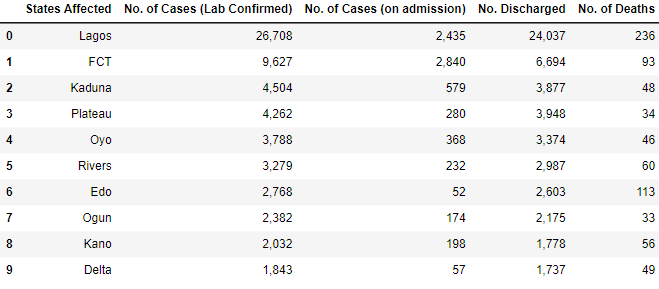 States Affected No. of Cases (Lab Confirmed) No. of Cases (on admission) No. Discharged No. of Deaths
0 Lagos 26,708 2,435 24,037 236
1 FCT 9,627 2,840 6,694 93
2 Kaduna 4,504 579 3,877 48
3 Plateau 4,262 280 3,948 34
4 Oyo 3,788 368 3,374 46
5 Rivers 3,279 232 2,987 60
6 Edo 2,768 52 2,603 113
7 Ogun 2,382 174 2,175 33
8 Kano 2,032 198 1,778 56
9 Delta 1,843 57 1,737 49